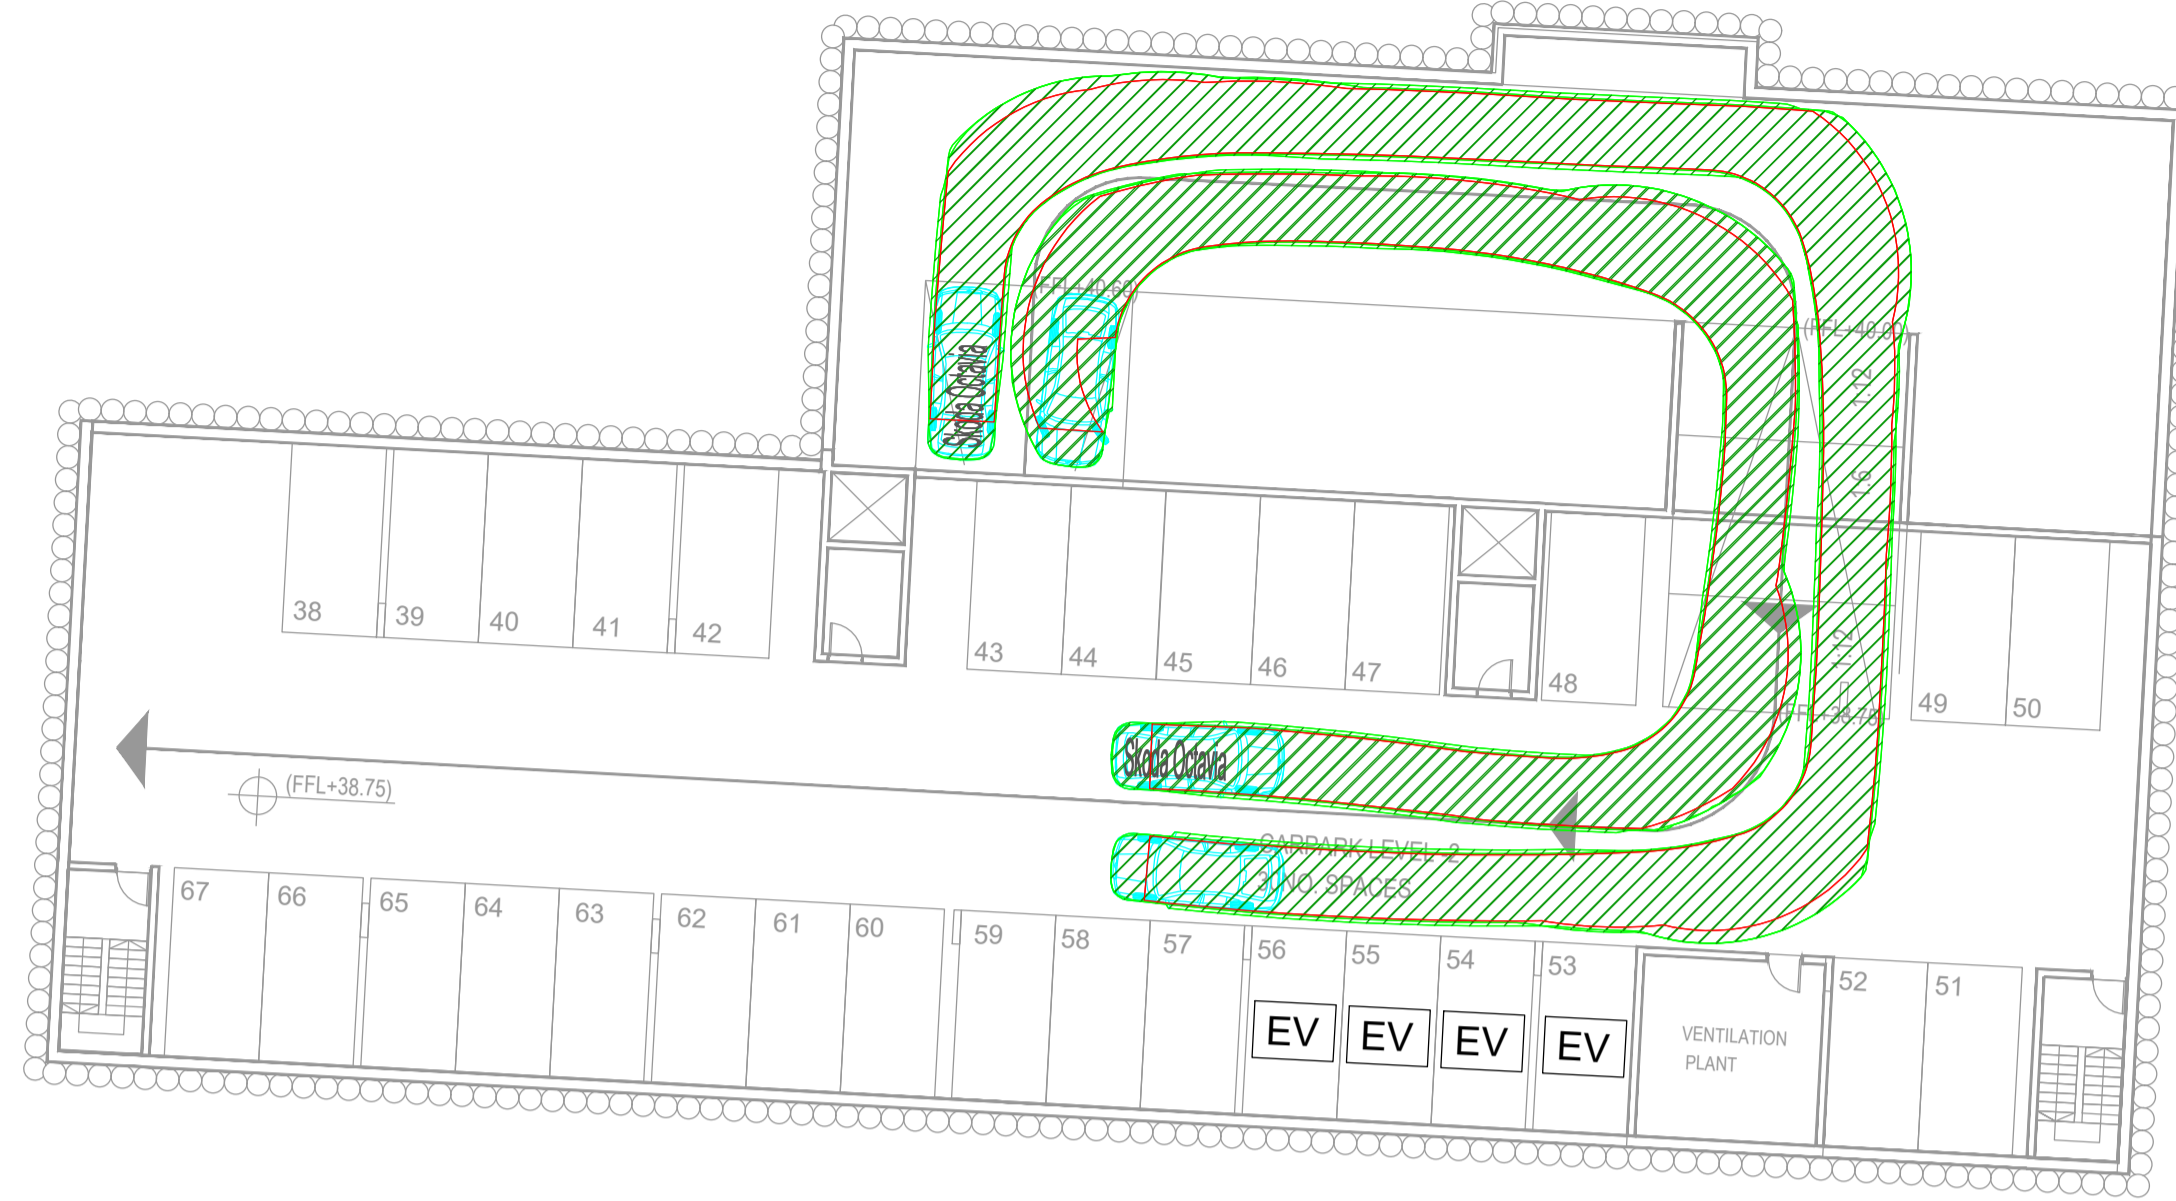 (FFL+40.60)
(FFL+40.00)
Skoda Octavia
1:12
1:6
38
39
40
41
42
43
44
45
46
47
48
1:12
49
50
(FFL+38.75)
Skoda Octavia
(FFL+38.75)
CARPARK LEVEL -2
30NO. SPACES
67
66
65
64
63
62
61
60
59
58
57
56
55
54
53
52
51
EV
EV
EV
EV
VENTILATION
PLANT